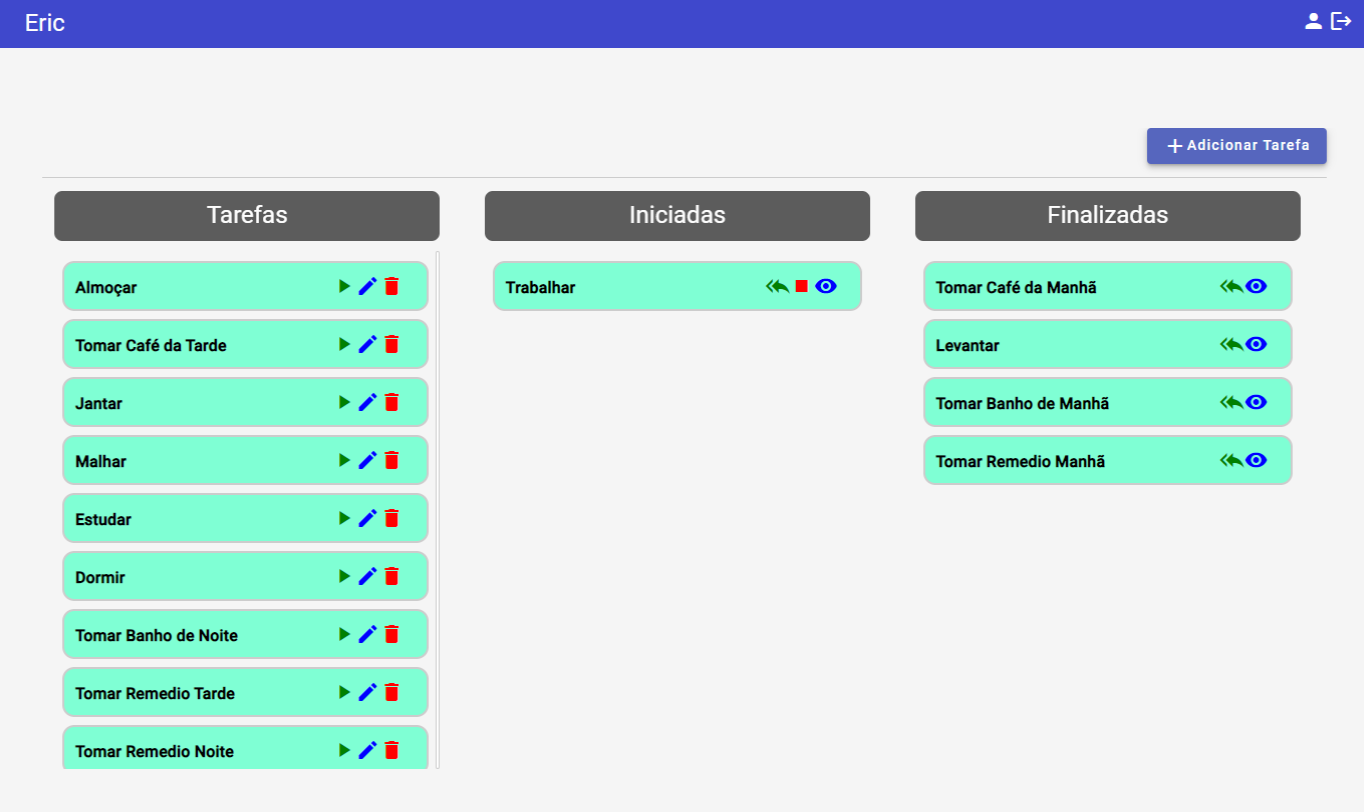 Eric
Adicionar Tarefa
Tarefas
Almoçar
Tomar Café da Tarde
Jantar
Malhar
Estudar
Dormir
Tomar Banho de Noite
Tomar Remedio Tarde
Tomar Remedio Noite
Iniciadas
Trabalhar
Finalizadas
Tomar Café da Manhã
Levantar
Tomar Banho de Manhã
Tomar Remedio Manhã